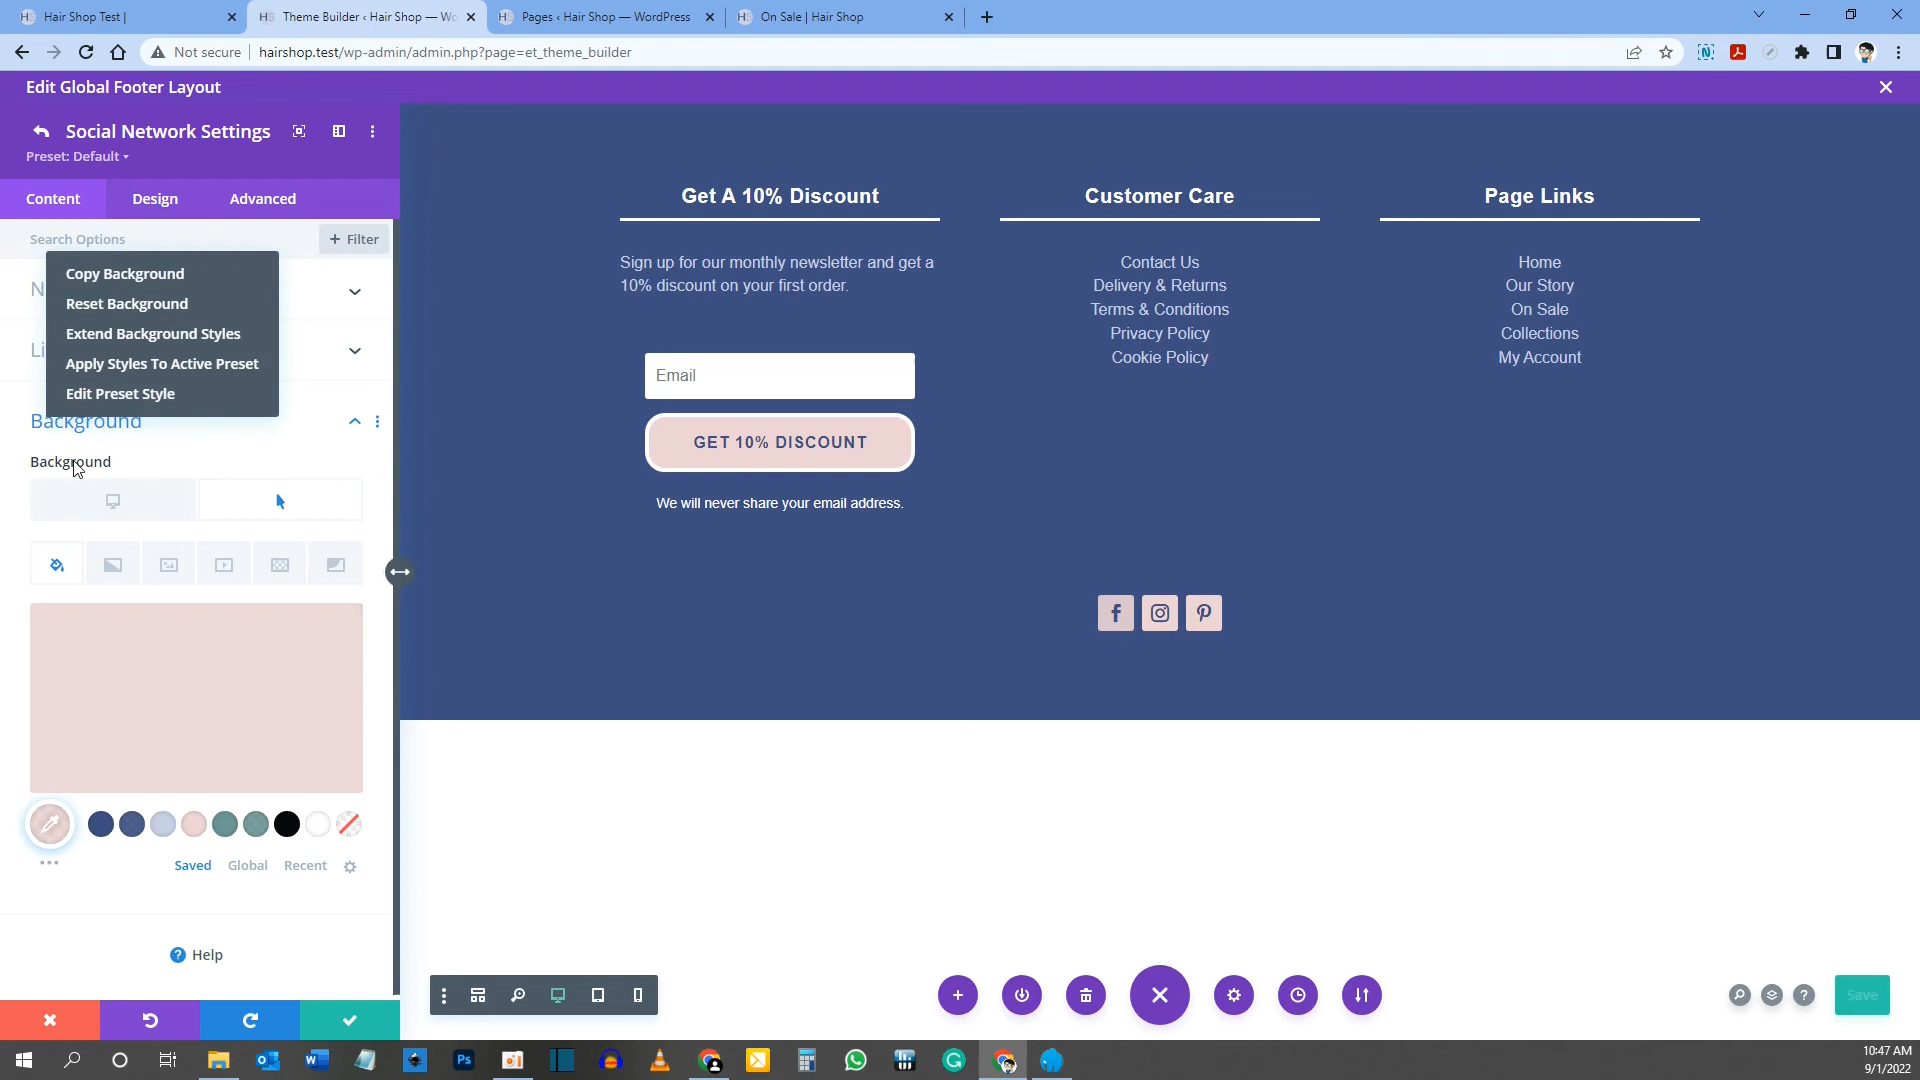 Hair Shop Test |
Theme Builder ‹ Hair Shop — Wo
Pages ‹ Hair Shop — WordPress
On Sale | Hair Shop
Not secure
hairshop.test/wp-admin/admin.php?page=et_theme_builder
Edit Global Footer Layout
Social Network Settings
Preset: Default
Content
Design
Advanced
Search Options
+ Filter
Copy Background
Reset Background
Extend Background Styles
Apply Styles To Active Preset
Edit Preset Style
Background
Background
Saved
Global
Recent
Help
Get A 10% Discount
Sign up for our monthly newsletter and get a
10% discount on your first order.
Email
GET 10% DISCOUNT
We will never share your email address.
Customer Care
Contact Us
Delivery & Returns
Terms & Conditions
Privacy Policy
Cookie Policy
Page Links
Home
Our Story
On Sale
Collections
My Account
Save
10:47 AM
9/1/2022